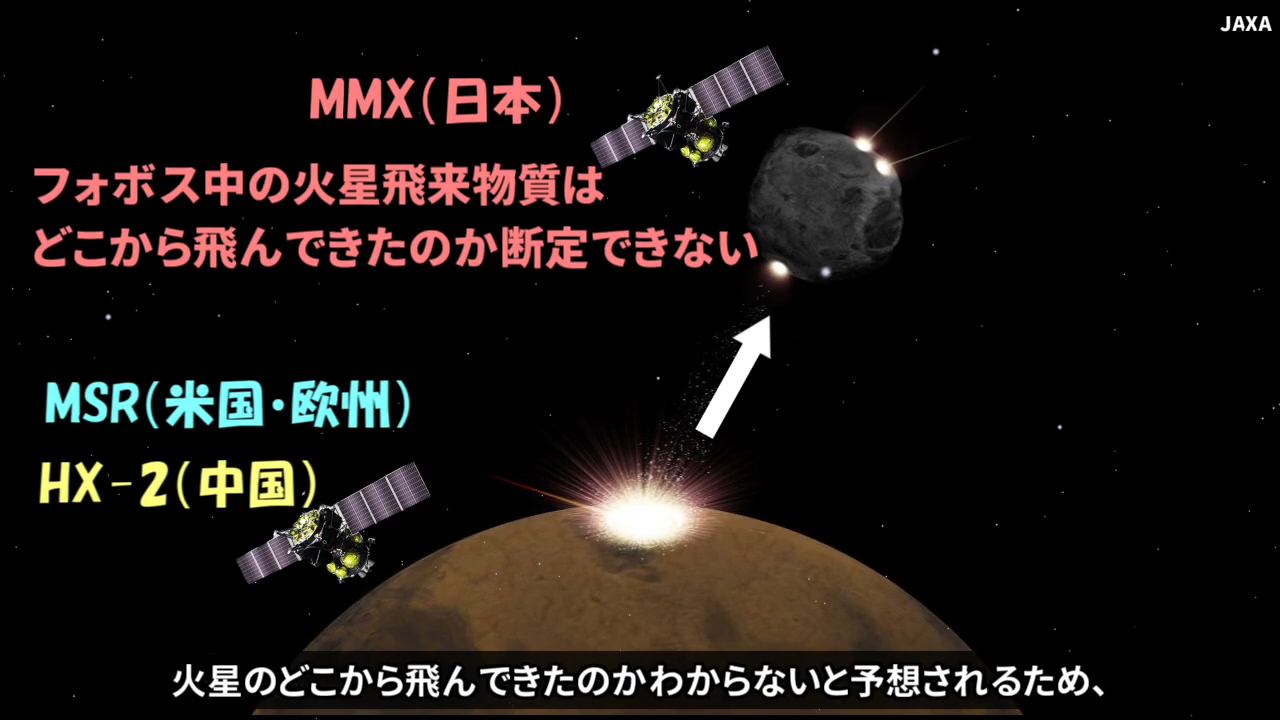 JAXA
MMX(日本)
フォボス中の火星飛来物質は
どこから飛んできたのか断定できない
MSR(米国・欧州)
HX-2(中国)
火星のどこから飛んできたのかわからないと予想されるため、